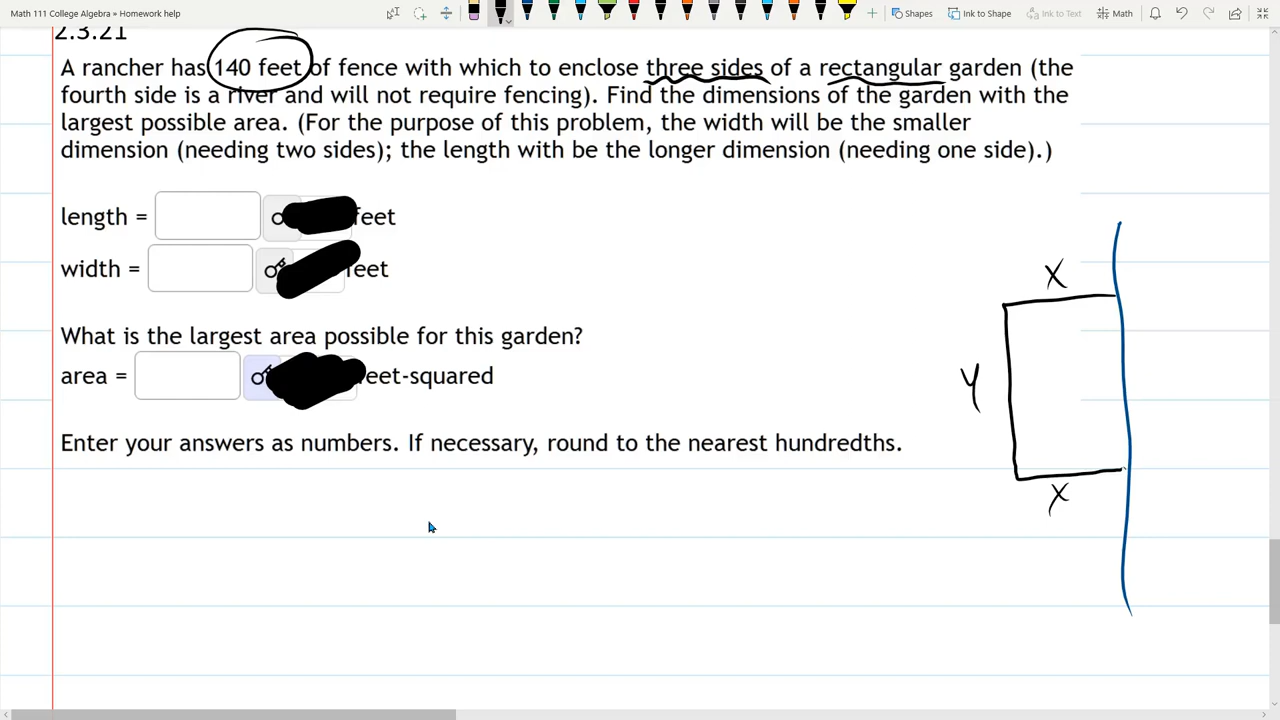 Math 111 College Algebra » Homework help
Shapes
Ink to Shape
Ink to Text
Math
2.3.21
A rancher has 140 feet of fence with which to enclose three sides of a rectangular garden (the
fourth side is a river and will not require fencing). Find the dimensions of the garden with the
largest possible area. (For the purpose of this problem, the width will be the smaller
dimension (needing two sides); the length with be the longer dimension (needing one side).)
length = feet
width = feet
What is the largest area possible for this garden?
area = feet-squared
Enter your answers as numbers. If necessary, round to the nearest hundredths.
x
y
x